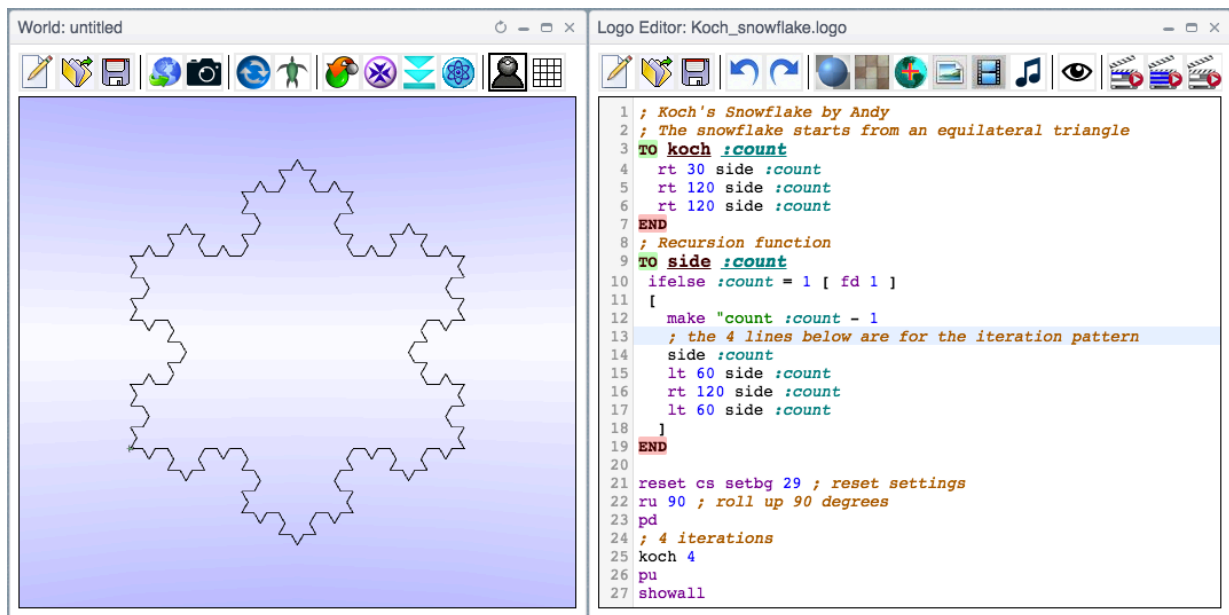 World: untitled
Logo Editor: Koch_snowflake.logo
1 ; Koch's Snowflake by Andy
2 ; The snowflake starts from an equilateral triangle
3 TO koch :count
4 rt 30 side :count
5 rt 120 side :count
6 rt 120 side :count
7 END
8 ; Recursion function
9 TO side :count
10 ifelse :count = 1 [ fd 1 ]
11 [
12 make "count :count - 1
13 ; the 4 lines below are for the iteration pattern
14 side :count
15 lt 60 side :count
16 rt 120 side :count
17 lt 60 side :count
18 ]
19 END
20
21 reset cs setbg 29 ; reset settings
22 ru 90 ; roll up 90 degrees
23 pd
24 ; 4 iterations
25 koch 4
26 pu
27 showall